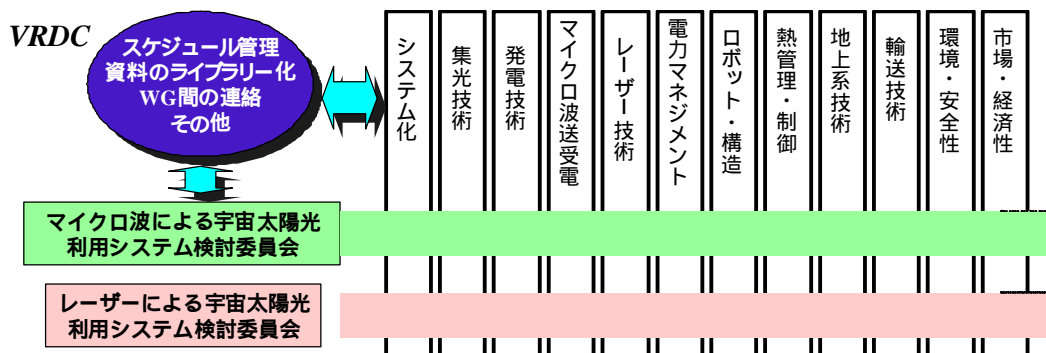 VRDC
スケジュール管理
資料のライブラリー化
WG間の連絡
その他
システム化
集光技術
発電技術
マイクロ波送受電
レーザー技術
電力マネジメント
ロボット・構造
熱管理・制御
地上系技術
輸送技術
環境・安全性
市場・経済性
マイクロ波による宇宙太陽光
利用システム検討委員会
レーザーによる宇宙太陽光
利用システム検討委員会